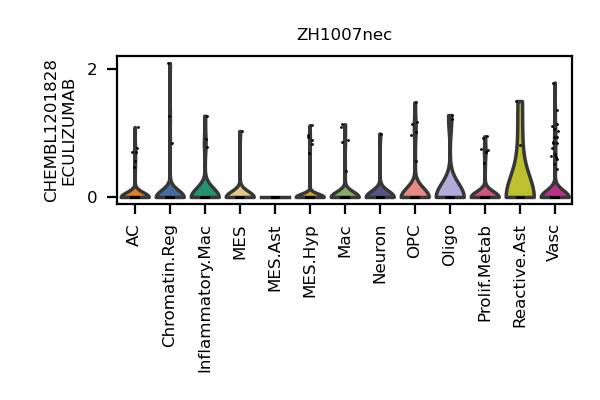 ZH1007nec
CHEMBL1201828
ECULIZUMAB
2
0
AC
Chromatin.Reg
Inflammatory.Mac
MES
MES.Ast
MES.Hyp
Mac
Neuron
OPC
Oligo
Prolif.Metab
Reactive.Ast
Vasc